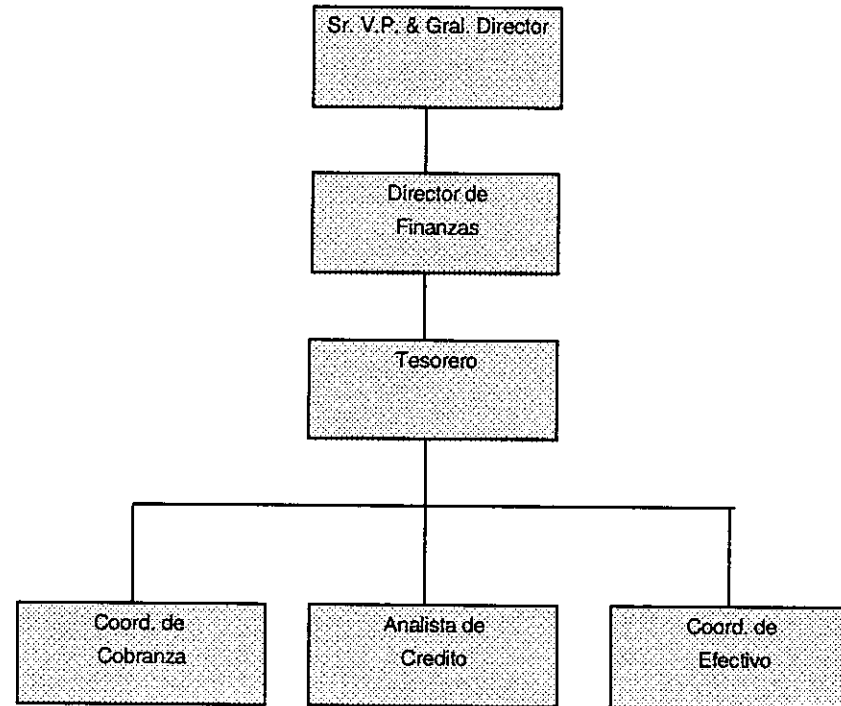 Sr. V.P. & Gral. Director
Director de
Finanzas
Tesorero
Coord. de
Cobranza
Analista de
Credito
Coord. de
Efectivo